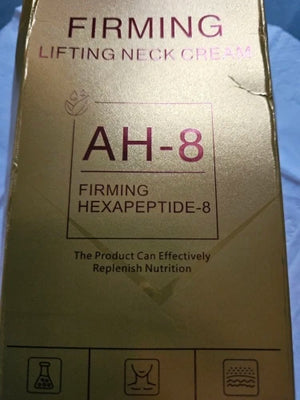 FIRMING
LIFTING NECK CREAM
AH-8
FIRMING
HEXAPEPTIDE-8
The Product Can Effectively
Replenish Nutrition